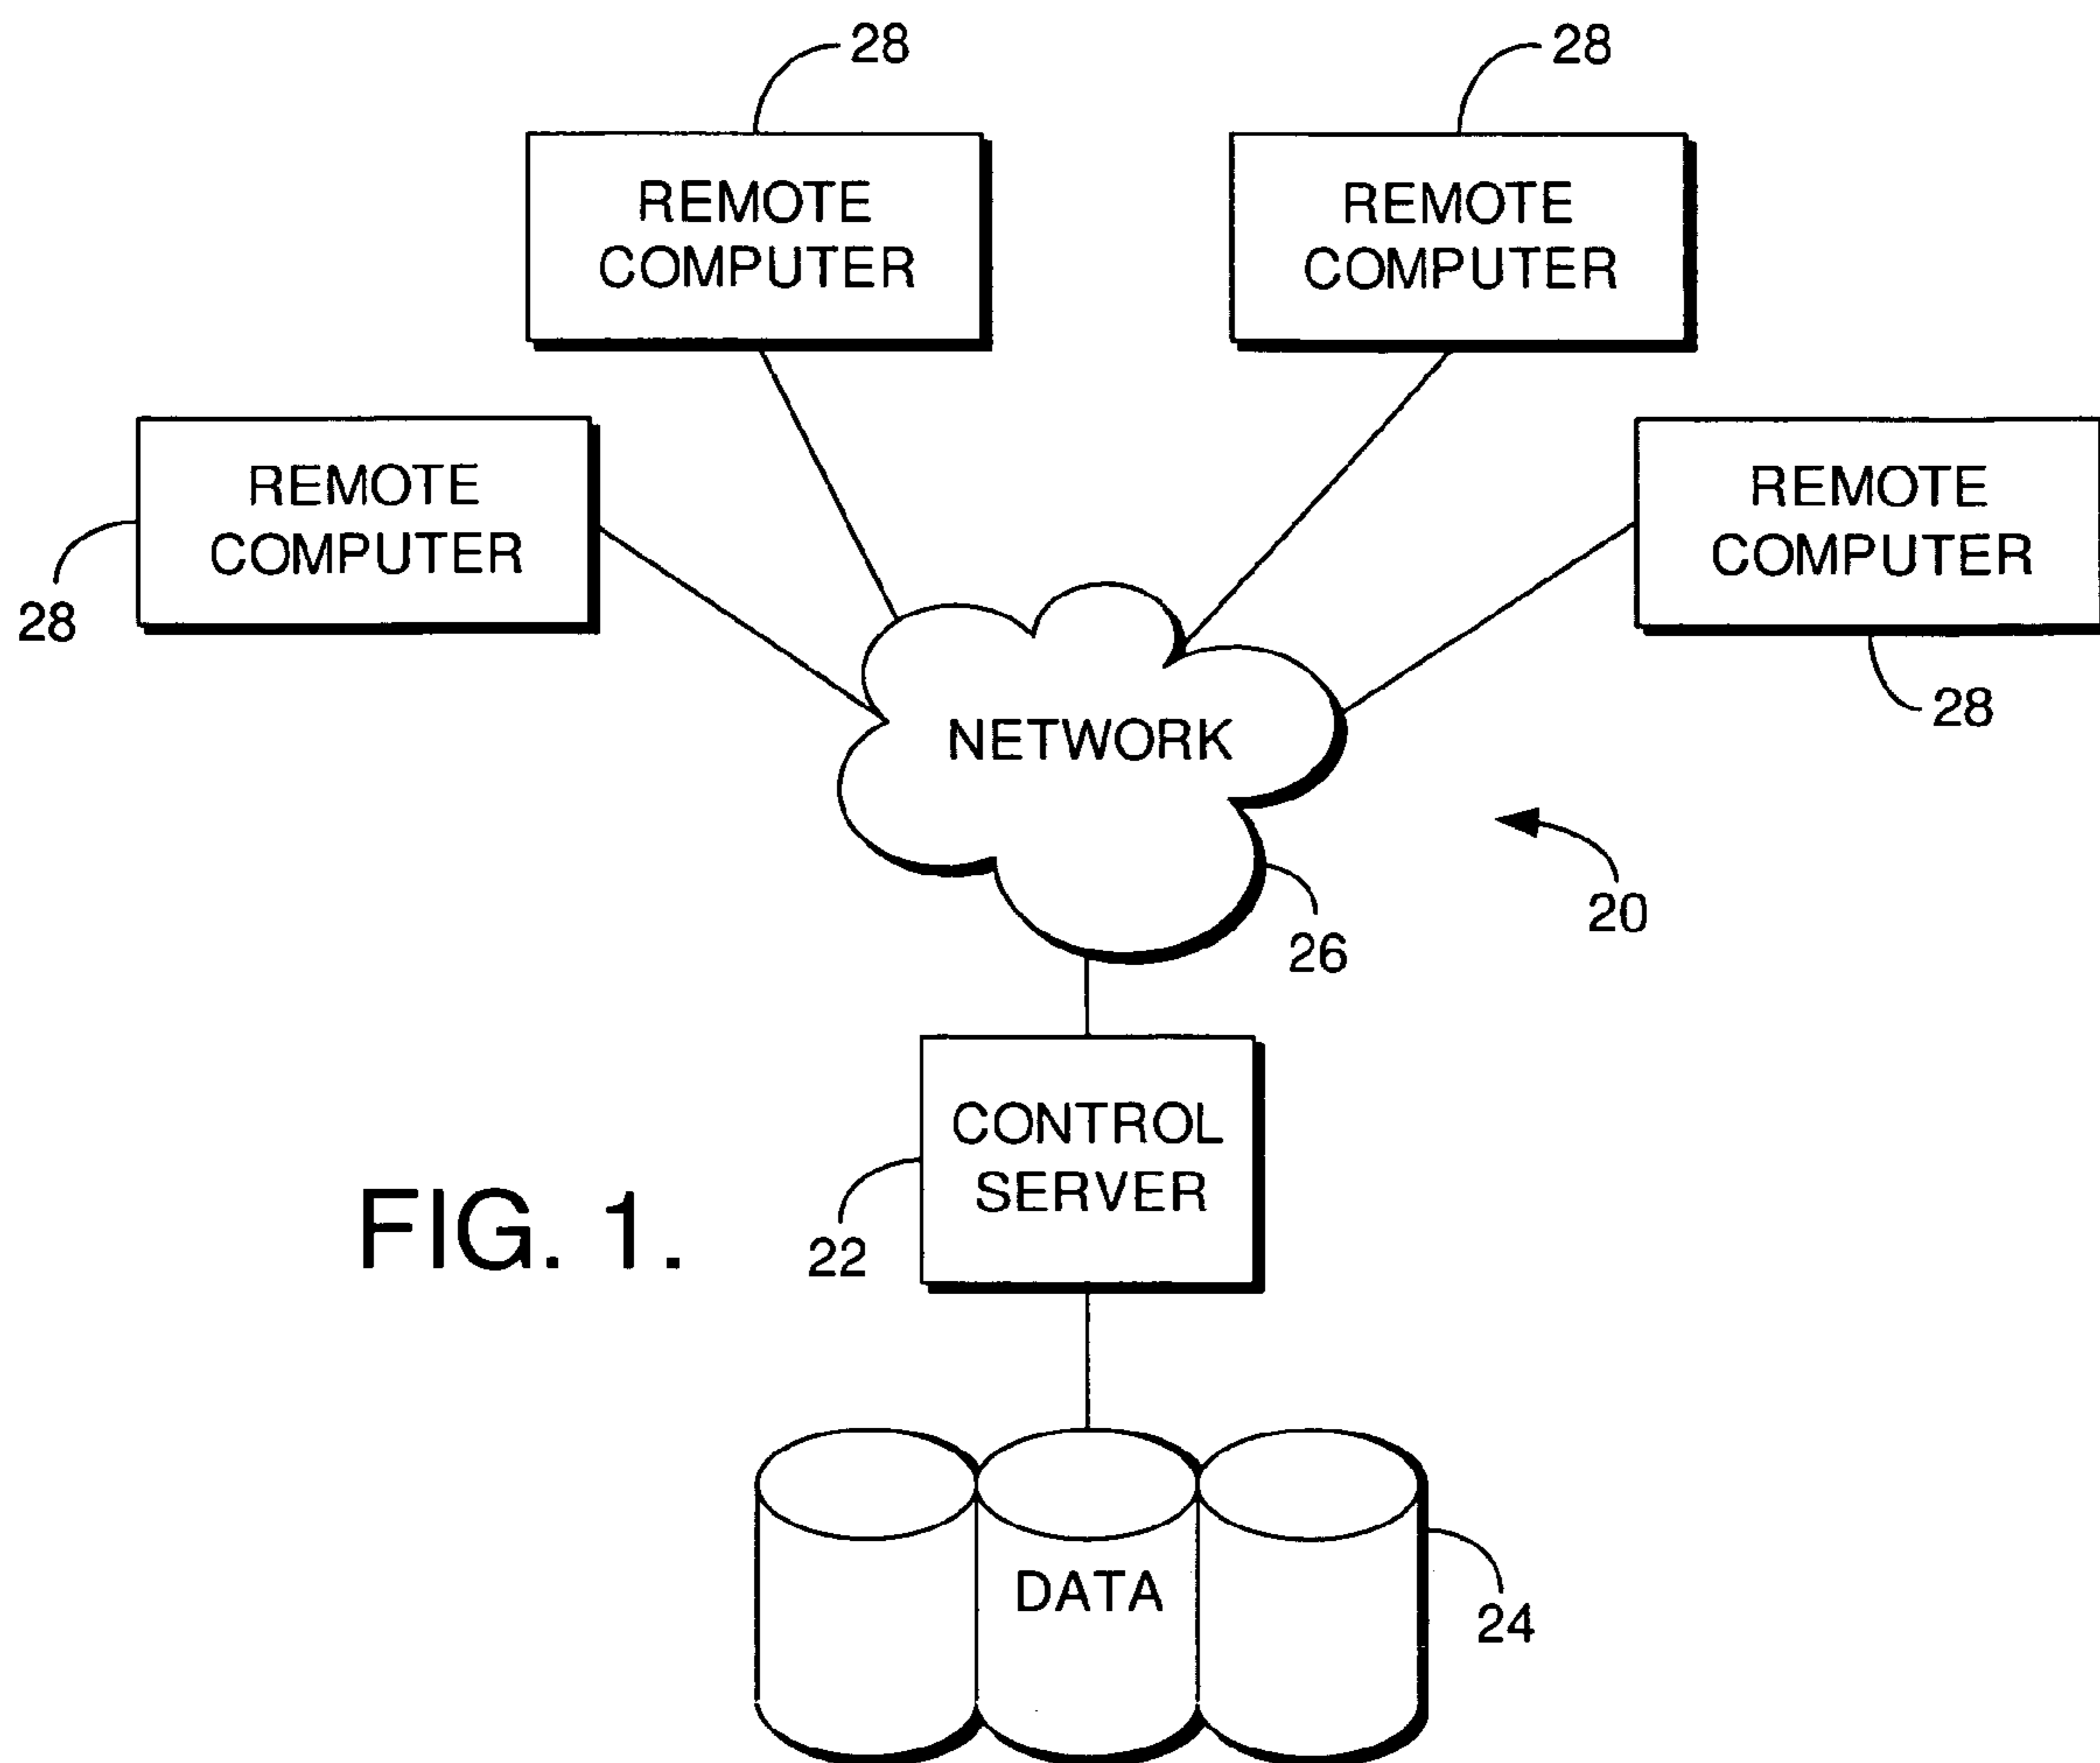 28
28
REMOTE
COMPUTER
REMOTE
COMPUTER
REMOTE
COMPUTER
REMOTE
COMPUTER
28
28
NETWORK
20
26
CONTROL
SERVER
22
FIG. 1.
DATA
24